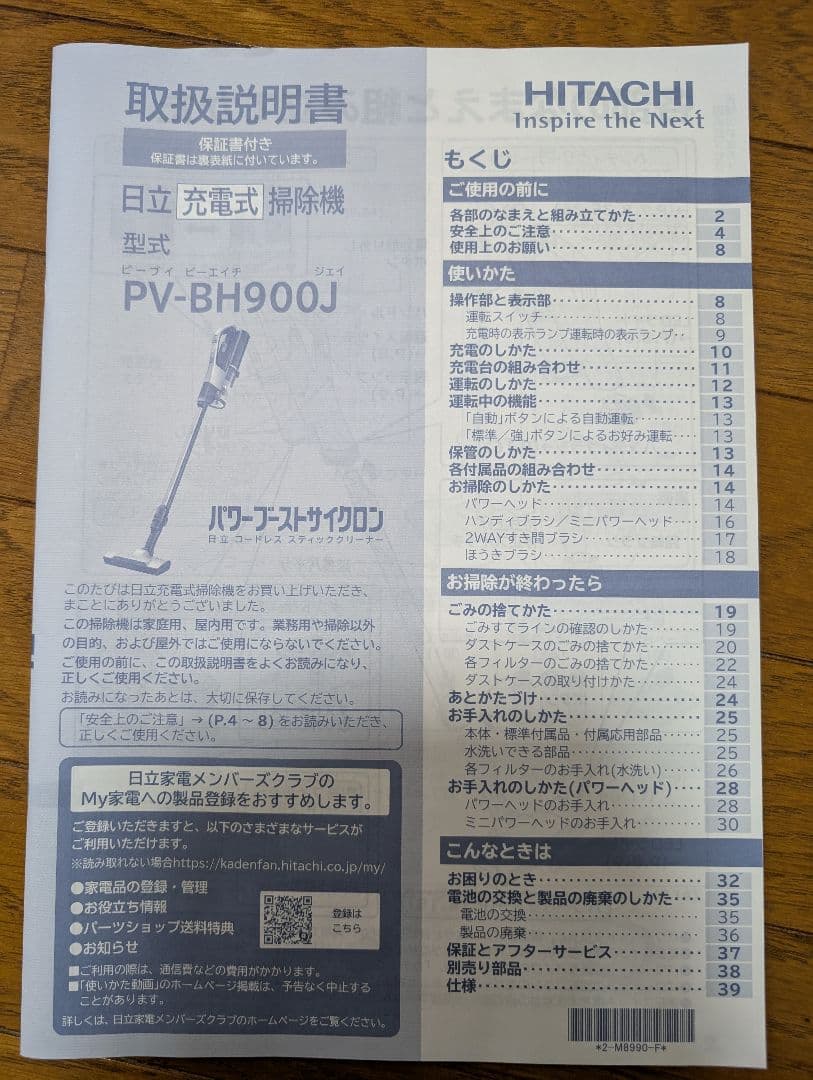 取扱説明書
保証書付き
保証書は裏表紙に付いています。
日立 充電式 掃除機
型式
ピーブイ ビーエイチ ジェイ
PV-BH900J
パワーブーストサイクロン
日立 コードレス スティッククリーナー
このたびは日立充電式掃除機をお買い上げいただき、
まことにありがとうございました。
この掃除機は家庭用、屋内用です。業務用や掃除以外
の目的、および屋外ではご使用にならないでください。
ご使用の前に、この取扱説明書をよくお読みになり、
正しくご使用ください。
お読みになったあとは、大切に保存してください。
「安全上のご注意」→ (P.4 ~ 8) をお読みいただき、
正しくご使用ください。
日立家電メンバーズクラブの
My家電への製品登録をおすすめします。
ご登録いただきますと、以下のさまざまなサービスが
ご利用いただけます。
※読み取れない場合https://kadenfan.hitachi.co.jp/my/
●家電品の登録・管理
●お役立ち情報
●パーツショップ送料特典
●お知らせ
登録は
こちら
■ご利用の際は、通信費などの費用がかかります。
■「使いかた動画」のホームページ掲載は、予告なく中止する
ことがあります。
詳しくは、日立家電メンバーズクラブのホームページをご覧ください。
HITACHI
Inspire the Next
もくじ
ご使用の前に
各部のなまえと組み立てかた········ 2
安全上のご注意················ 4
使用上のお願い················ 8
使いかた
操作部と表示部················ 8
運転スイッチ················ 8
充電時の表示ランプ運転時の表示ランプ·· 9
充電のしかた················ 10
充電台の組み合わせ············ 11
運転のしかた················ 12
運転中の機能················ 13
「自動」ボタンによる自動運転········ 13
「標準/強」ボタンによるお好み運転···· 13
保管のしかた················ 13
各付属品の組み合わせ············ 14
お掃除のしかた················ 14
パワーヘッド················ 14
ハンディブラシ/ミニパワーヘッド···· 16
2WAYすき間ブラシ············ 17
ほうきブラシ················ 18
お掃除が終わったら
ごみの捨てかた················ 19
ごみすてラインの確認のしかた········ 19
ダストケースのごみの捨てかた········ 20
各フィルターのごみの捨てかた········ 22
ダストケースの取り付けかた········ 24
あとかたづけ················ 24
お手入れのしかた·············· 25
本体・標準付属品・付属応用部品······ 25
水洗いできる部品·············· 25
各フィルターのお手入れ(水洗い)···· 26
お手入れのしかた(パワーヘッド)···· 28
パワーヘッドのお手入れ·········· 28
ミニパワーヘッドのお手入れ········ 30
こんなときは
お困りのとき················ 32
電池の交換と製品の廃棄のしかた···· 35
電池の交換················ 35
製品の廃棄················ 36
保証とアフターサービス·········· 37
別売り部品················ 38
仕様···················· 39
*2-M8990-F*